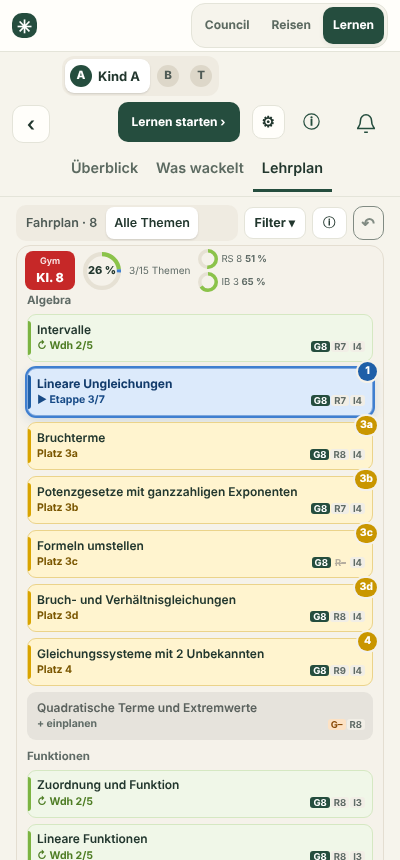 Council Reisen Lernen
A Kind A B T
‹ Lernen starten › ⚙ ⓘ
Überblick Was wackelt Lehrplan
Fahrplan · 8 Alle Themen Filter ▾ ⓘ ↶
Gym
Kl. 8
26 % 3/15 Themen
RS 8 51 %
IB 3 65 %
Algebra
Intervalle
↻ Wdh 2/5 G8 R7 I4
1
Lineare Ungleichungen
▶ Etappe 3/7 G8 R7 I4
3a
Bruchterme
Platz 3a G8 R8 I4
3b
Potenzgesetze mit ganzzahligen Exponenten
Platz 3b G8 R7 I4
3c
Formeln umstellen
Platz 3c G8 R– I4
3d
Bruch- und Verhältnisgleichungen
Platz 3d G8 R8 I4
4
Gleichungssysteme mit 2 Unbekannten
Platz 4 G8 R9 I4
Quadratische Terme und Extremwerte
+ einplanen G– R8
Funktionen
Zuordnung und Funktion
↻ Wdh 2/5 G8 R8 I3
Lineare Funktionen
↻ Wdh 2/5 G8 R8 I3